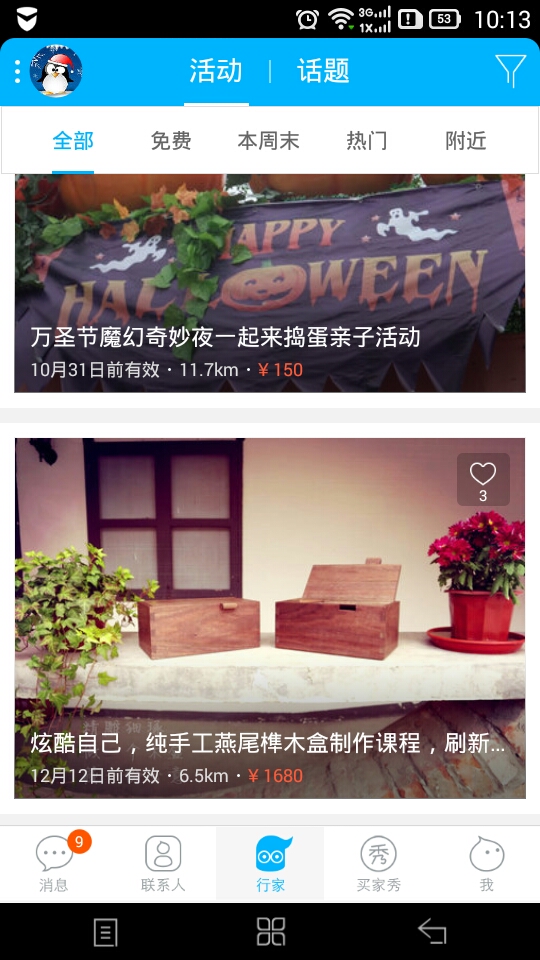 3G
1X
53
10:13
活动
话题
全部
免费
本周末
热门
附近
HAPPY
HALLOWEEN
万圣节魔幻奇妙夜一起来捣蛋亲子活动
10月31日前有效·11.7km·¥150
3
炫酷自己，纯手工燕尾榫木盒制作课程，刷新...
12月12日前有效·6.5km·¥1680
9
消息
联系人
行家
秀
买家秀
我